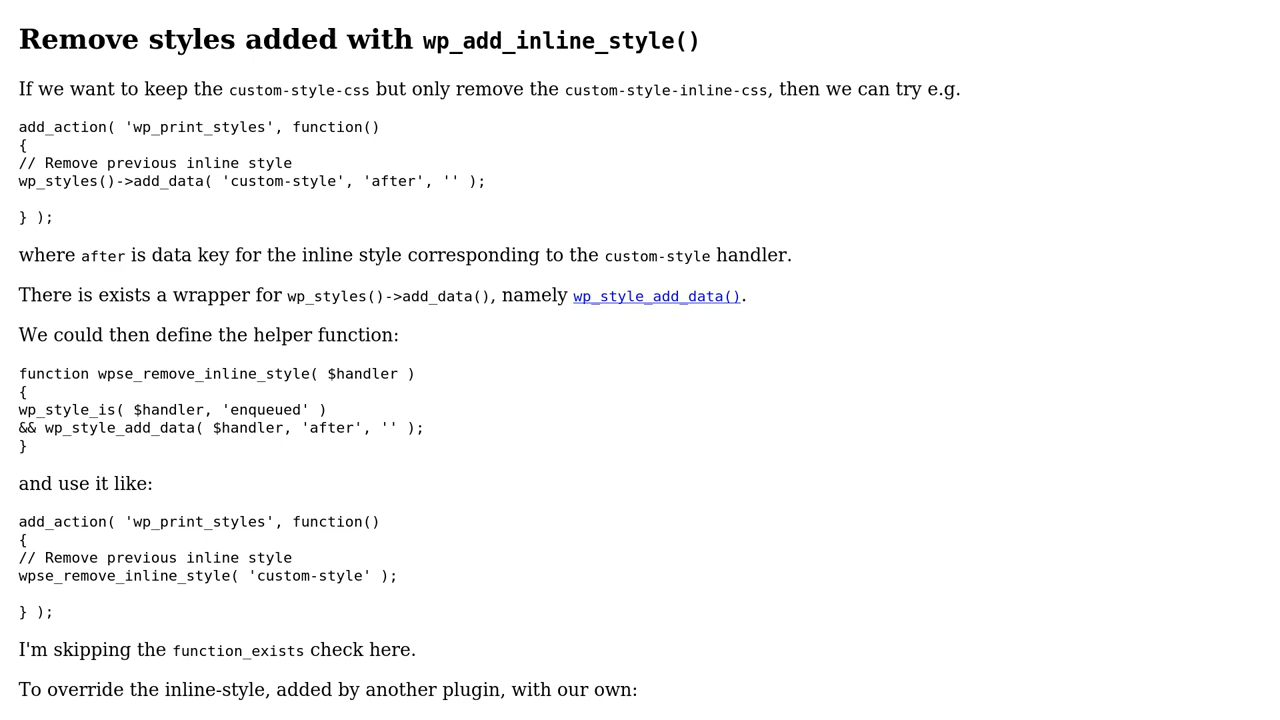 Remove styles added with wp_add_inline_style()
If we want to keep the custom-style-css but only remove the custom-style-inline-css, then we can try e.g.
add_action( 'wp_print_styles', function()
{
// Remove previous inline style
wp_styles()->add_data( 'custom-style', 'after', '' );
} );
where after is data key for the inline style corresponding to the custom-style handler.
There is exists a wrapper for wp_styles()->add_data(), namely wp_style_add_data().
We could then define the helper function:
function wpse_remove_inline_style( $handler )
{
wp_style_is( $handler, 'enqueued' )
&& wp_style_add_data( $handler, 'after', '' );
}
and use it like:
add_action( 'wp_print_styles', function()
{
// Remove previous inline style
wpse_remove_inline_style( 'custom-style' );
} );
I'm skipping the function_exists check here.
To override the inline-style, added by another plugin, with our own: